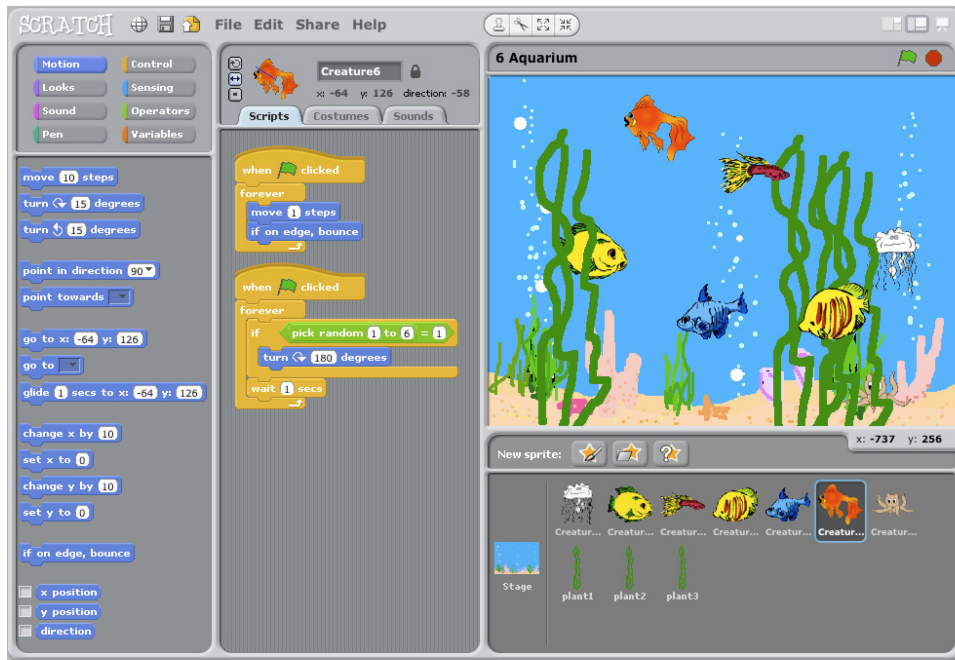 SCRATCH File Edit Share Help
Motion Control
Looks Sensing
Sound Operators
Pen Variables
move 10 steps
turn 15 degrees
turn 15 degrees
point in direction 90
point towards
go to x: -64 y: 126
go to
glide 1 secs to x: -64 y: 126
change x by 10
set x to 0
change y by 10
set y to 0
if on edge, bounce
x position
y position
direction
Creature6
x: -64 y: 126 direction: -58
Scripts Costumes Sounds
when clicked
forever
move 1 steps
if on edge, bounce
when clicked
forever
if pick random 1 to 6 = 1
turn 180 degrees
wait 1 secs
6 Aquarium
x: -737 y: 256
New sprite:
Creatur... Creatur... Creatur... Creatur... Creatur... Creatur... Creatur...
Stage
plant1 plant2 plant3